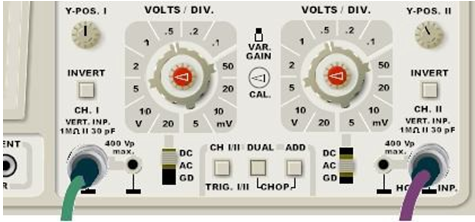 Y-POS. I
VOLTS / DIV.
VOLTS / DIV.
Y-POS. II
.5 .2
.1
1
50
2
20
5
10
10
5
V 20 mV
VAR.
GAIN
CAL.
.5 .2
.1
1
50
2
20
5
10
10
5
V 20 mV
INVERT
CH. I
VERT. INP.
1MΩ II 30 pF
INVERT
CH. II
VERT. INP.
1MΩ II 30 pF
400 Vp
max.
DC
AC
GD
CH I/II DUAL ADD
TRIG. I/II
CHOP.
DC
AC
GD
400 Vp
max.
ENT
R
HO INP.